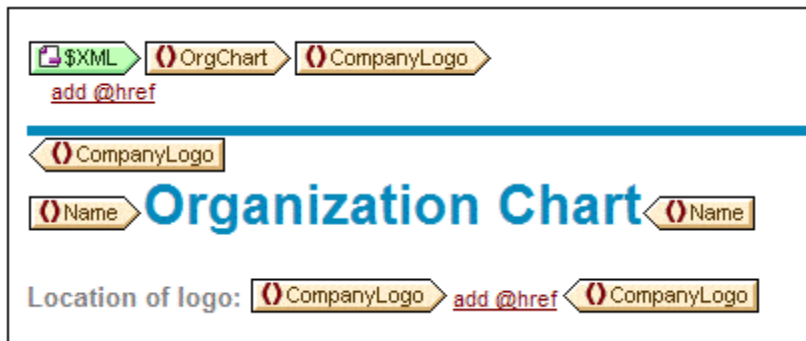 $XML ()OrgChart ()CompanyLogo
add @href
()CompanyLogo
()Name Organization Chart ()Name
Location of logo: ()CompanyLogo add @href ()CompanyLogo